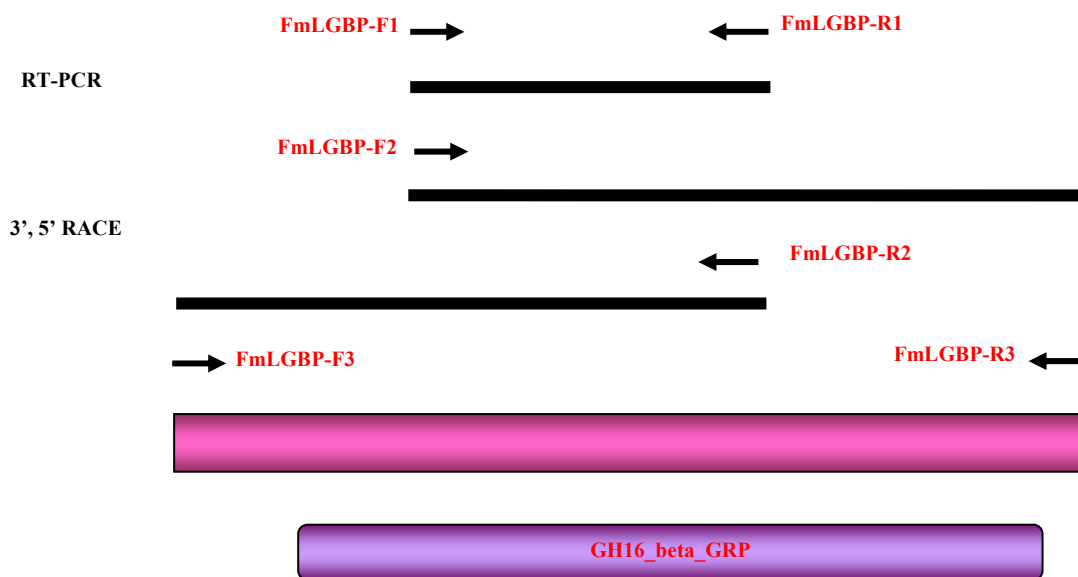 FmLGBP-F1
FmLGBP-R1
RT-PCR
FmLGBP-F2
3’, 5’ RACE
FmLGBP-R2
FmLGBP-F3
FmLGBP-R3
GH16_beta_GRP